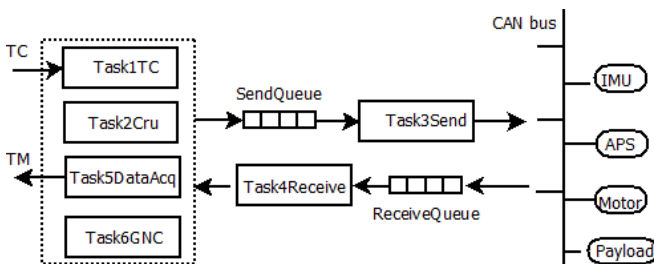 CAN bus
TC
Task1TC
IMU
SendQueue
Task2Cru
Task3Send
APS
TM
Task5DataAcq
Task4Receive
Motor
ReceiveQueue
Task6GNC
Payload